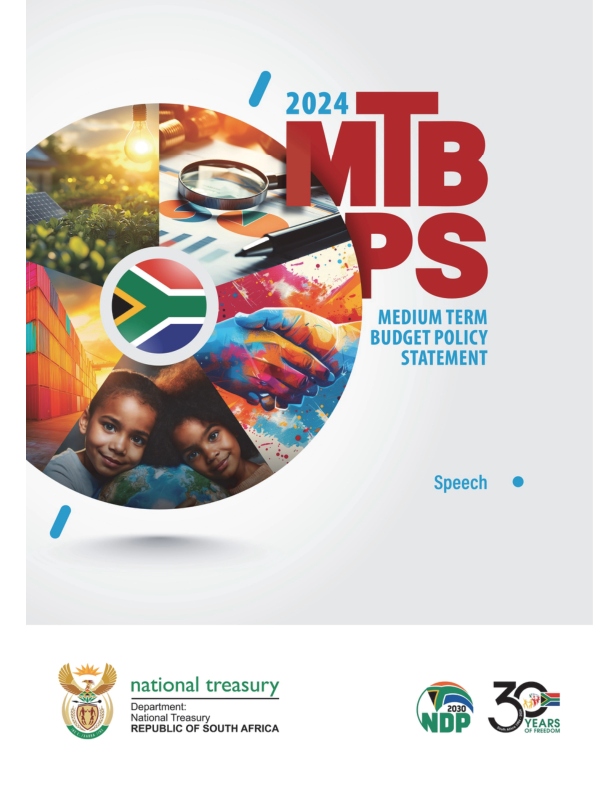 2024
MTB
PS
MEDIUM TERM
BUDGET POLICY
STATEMENT
Speech
national treasury
Department:
National Treasury
REPUBLIC OF SOUTH AFRICA
2030
NDP
30
YEARS
OF FREEDOM